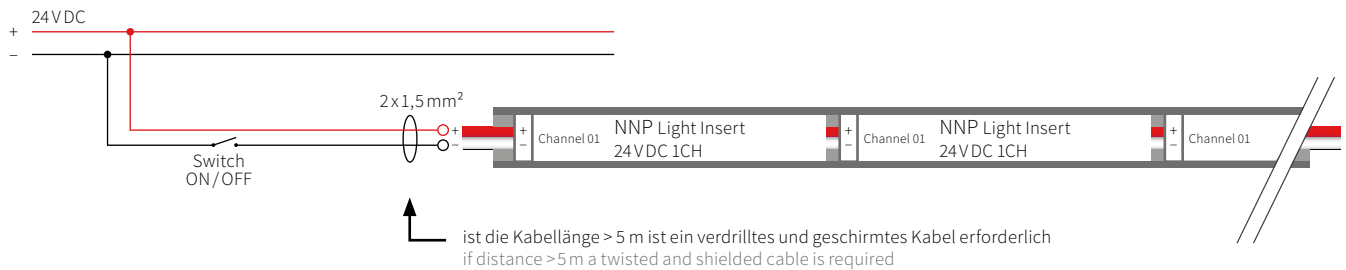 24 V DC
+
–
2 x 1,5 mm²
+
–
+
–
Channel 01
NNP Light Insert
24 V DC 1CH
+
–
Channel 01
NNP Light Insert
24 V DC 1CH
+
–
Channel 01
Switch
ON / OFF
ist die Kabellänge > 5 m ist ein verdrilltes und geschirmtes Kabel erforderlich
if distance > 5 m a twisted and shielded cable is required